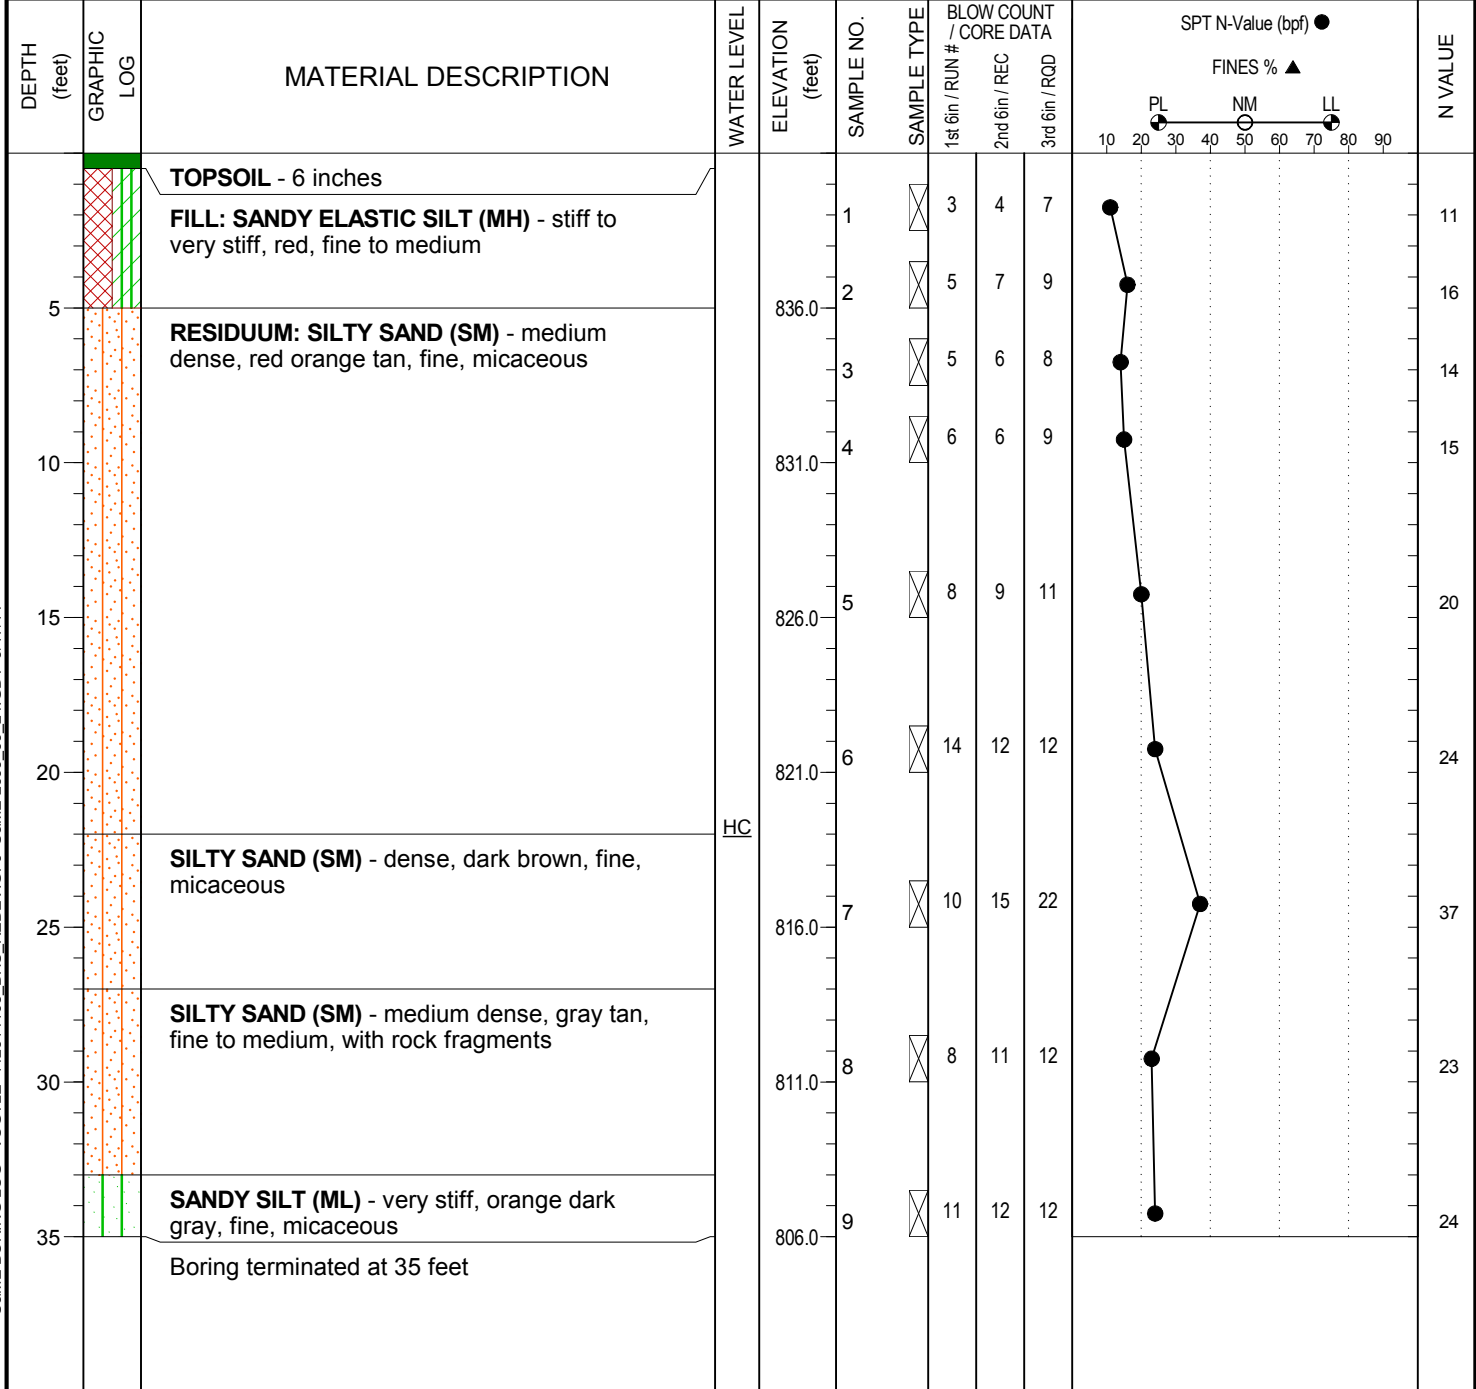 DEPTH (feet)
GRAPHIC LOG
MATERIAL DESCRIPTION
WATER LEVEL
ELEVATION (feet)
SAMPLE NO.
SAMPLE TYPE
BLOW COUNT
/ CORE DATA
1st 6in / RUN #
2nd 6in / REC
3rd 6in / RQD
SPT N-Value (bpf)
FINES %
PL NM LL
10 20 30 40 50 60 70 80 90
N VALUE
TOPSOIL - 6 inches
1 3 4 7 11
FILL: SANDY ELASTIC SILT (MH) - stiff to
very stiff, red, fine to medium
2 5 7 9 16
5 836.0
RESIDUUM: SILTY SAND (SM) - medium
dense, red orange tan, fine, micaceous
3 5 6 8 14
4 6 6 9 15
10 831.0
5 8 9 11 20
15 826.0
6 14 12 12 24
20 821.0
HC
SILTY SAND (SM) - dense, dark brown, fine,
micaceous
7 10 15 22 37
25 816.0
SILTY SAND (SM) - medium dense, gray tan,
fine to medium, with rock fragments
8 8 11 12 23
30 811.0
SANDY SILT (ML) - very stiff, orange dark
gray, fine, micaceous
9 11 12 12 24
35 806.0
Boring terminated at 35 feet